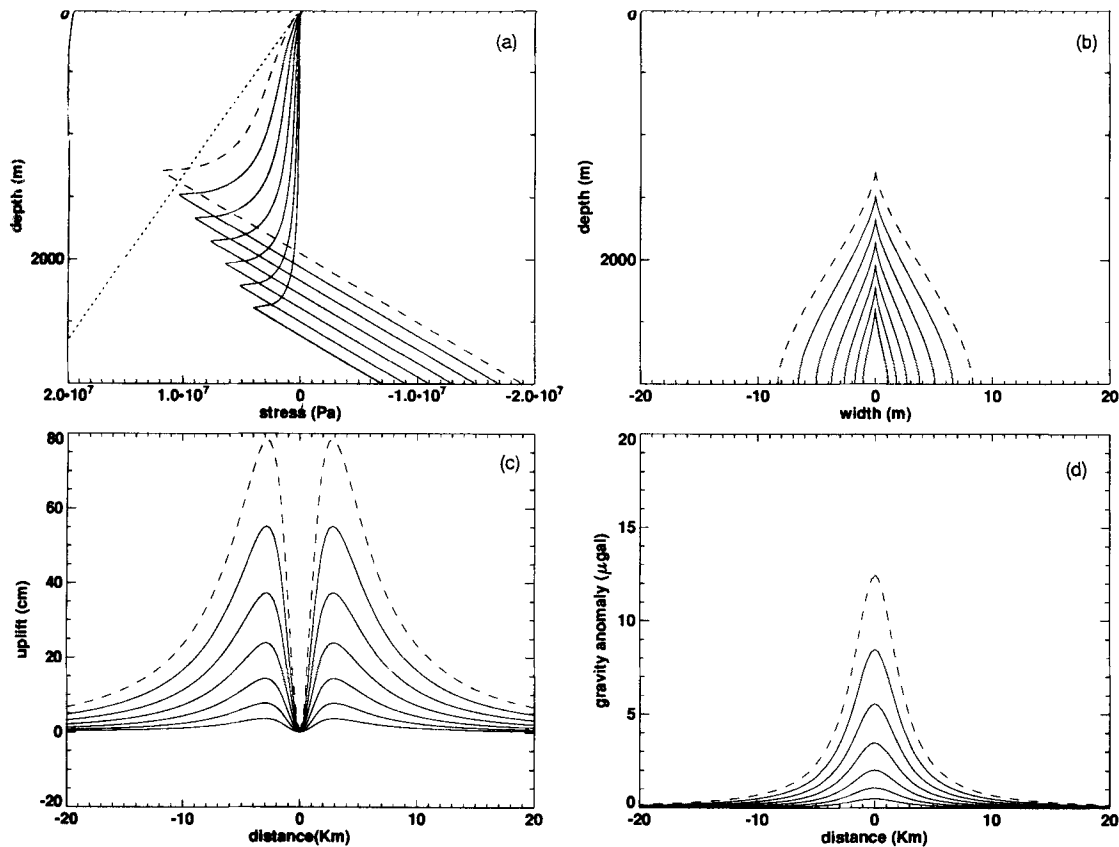 (a)
0
2000
depth (m)
2.0•10⁷
1.0•10⁷
0
-1.0•10⁷
-2.0•10⁷
stress (Pa)
(b)
0
2000
depth (m)
-20
-10
0
10
20
width (m)
(c)
80
60
40
20
0
-20
uplift (cm)
-20
-10
0
10
20
distance(Km)
(d)
20
15
10
5
0
gravity anomaly (μgal)
-20
-10
0
10
20
distance (Km)